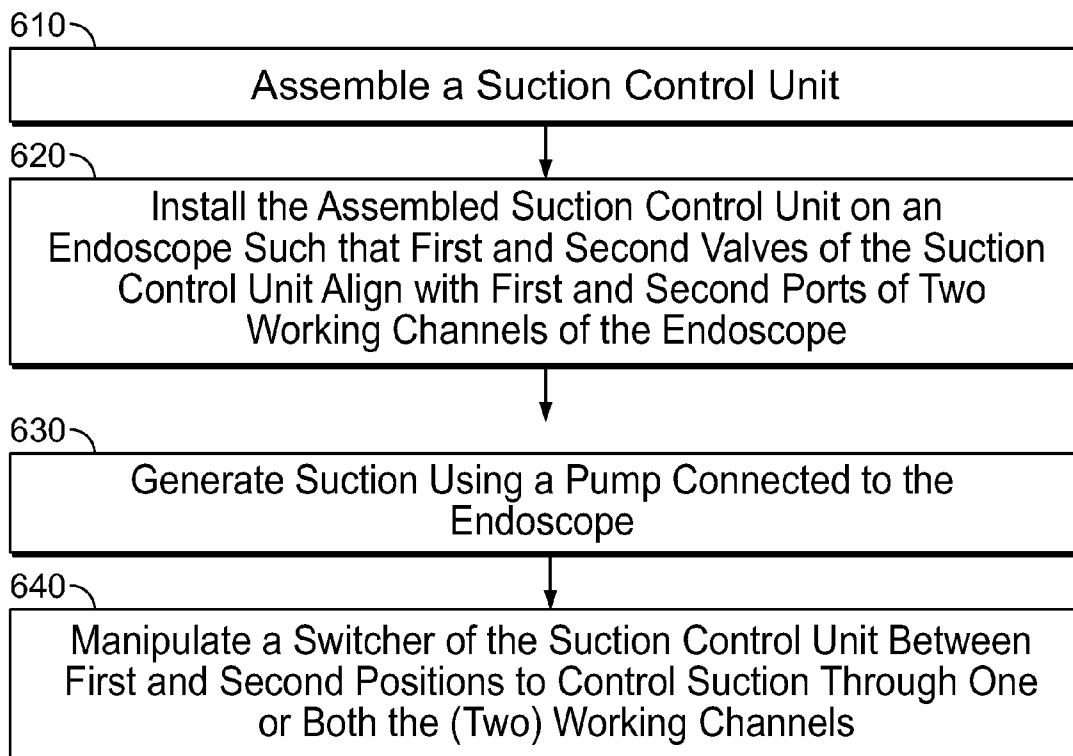 610
Assemble a Suction Control Unit
620
Install the Assembled Suction Control Unit on an
Endoscope Such that First and Second Valves of the Suction
Control Unit Align with First and Second Ports of Two
Working Channels of the Endoscope
630
Generate Suction Using a Pump Connected to the
Endoscope
640
Manipulate a Switcher of the Suction Control Unit Between
First and Second Positions to Control Suction Through One
or Both the (Two) Working Channels